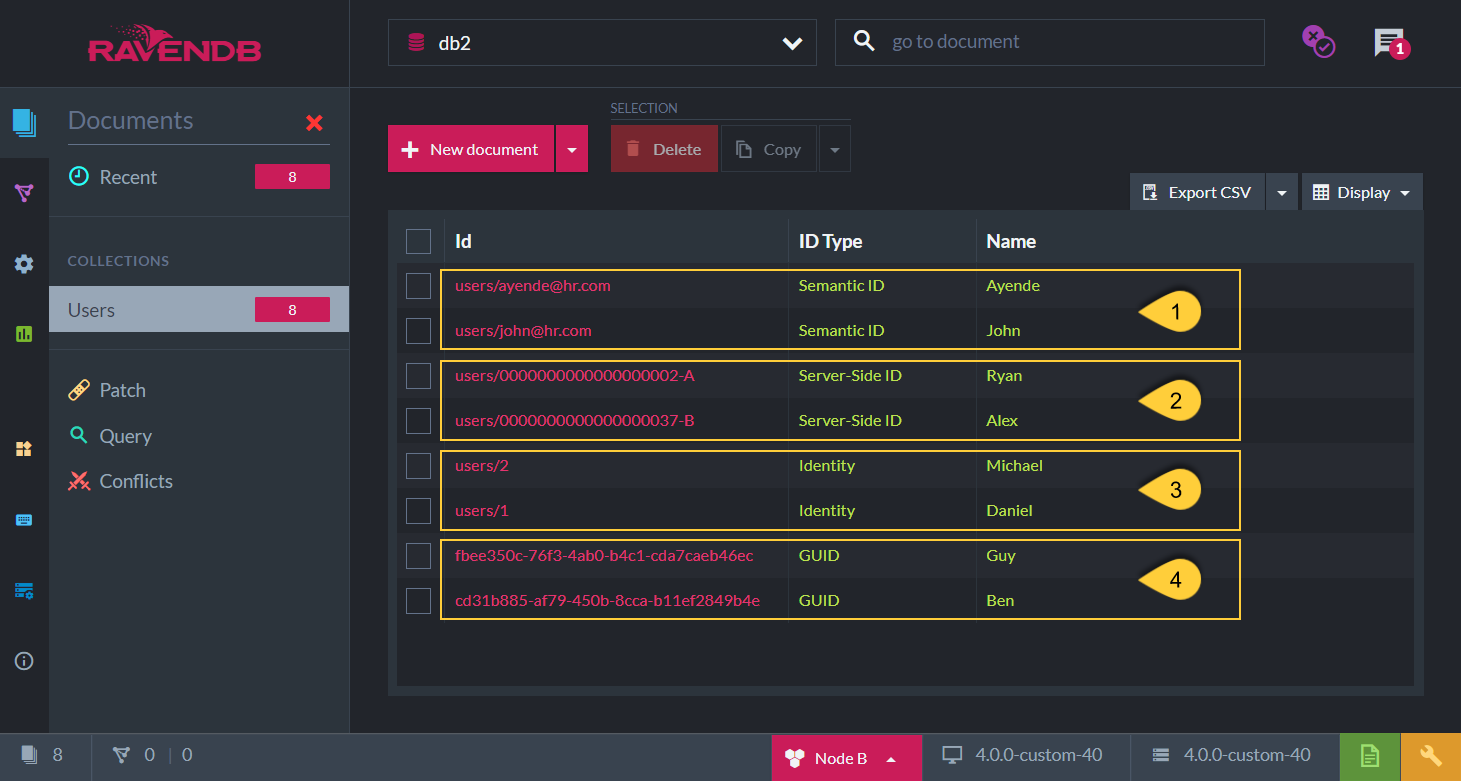 RAVENDB
db2
go to document
1
Documents
Recent
8
COLLECTIONS
Users
8
Patch
Query
Conflicts
SELECTION
New document
Delete
Copy
Export CSV
Display
Id ID Type Name
users/ayende@hr.com Semantic ID Ayende
1
users/john@hr.com Semantic ID John
users/0000000000000000002-A Server-Side ID Ryan
2
users/0000000000000000037-B Server-Side ID Alex
users/2 Identity Michael
3
users/1 Identity Daniel
fbee350c-76f3-4ab0-b4c1-cda7caeb46ec GUID Guy
4
cd31b885-af79-450b-8cca-b11ef2849b4e GUID Ben
8
0 | 0
Node B
4.0.0-custom-40
4.0.0-custom-40